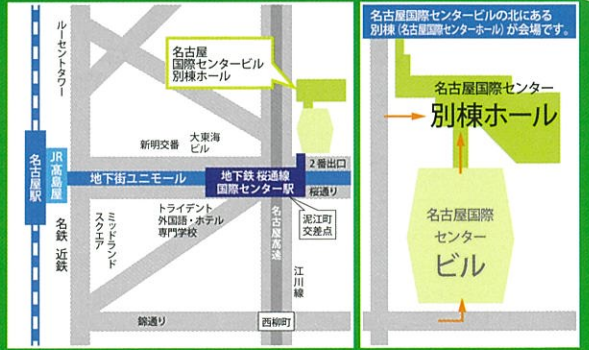 ルーセントタワー
名古屋
国際センタービル
別棟ホール
新明交番
大東海
ビル
2番出口
名古屋駅
JR高島屋
地下街ユニモール
地下鉄 桜通線
国際センター駅
桜通り
名鉄 近鉄
ミッドランド
スクエア
トライデント
外国語・ホテル
専門学校
名古屋高速
泥江町
交差点
江川線
錦通り
西柳町
名古屋国際センタービルの北にある
別棟(名古屋国際センターホール)が会場です。
名古屋国際センター
別棟ホール
名古屋国際
センター
ビル